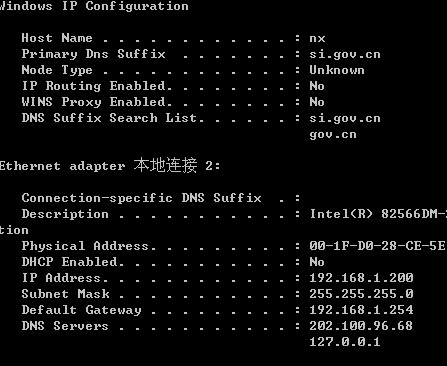 Windows IP Configuration
Host Name . . . . . . . . . . . . : nx
Primary Dns Suffix . . . . . . . : si.gov.cn
Node Type . . . . . . . . . . . . : Unknown
IP Routing Enabled. . . . . . . . : No
WINS Proxy Enabled. . . . . . . . : No
DNS Suffix Search List. . . . . . : si.gov.cn
gov.cn
Ethernet adapter 本地连接 2:
Connection-specific DNS Suffix . :
Description . . . . . . . . . . . : Intel(R) 82566DM-2
tion
Physical Address. . . . . . . . . : 00-1F-D0-28-CE-5E
DHCP Enabled. . . . . . . . . . . : No
IP Address. . . . . . . . . . . . : 192.168.1.200
Subnet Mask . . . . . . . . . . . : 255.255.255.0
Default Gateway . . . . . . . . . : 192.168.1.254
DNS Servers . . . . . . . . . . . : 202.100.96.68
127.0.0.1